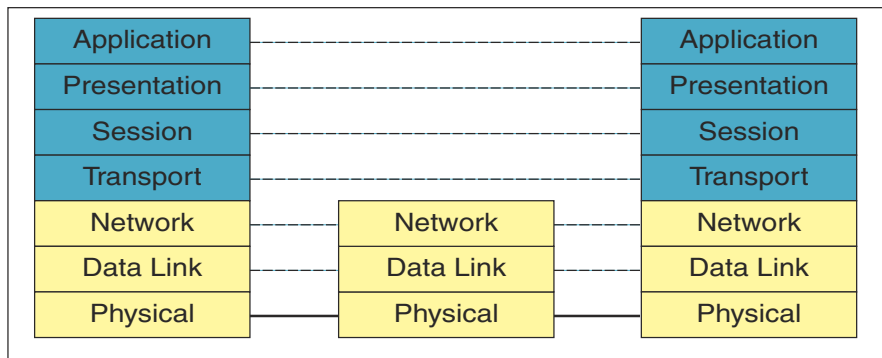 Application Application
Presentation Presentation
Session Session
Transport Transport
Network Network Network
Data Link Data Link Data Link
Physical Physical Physical